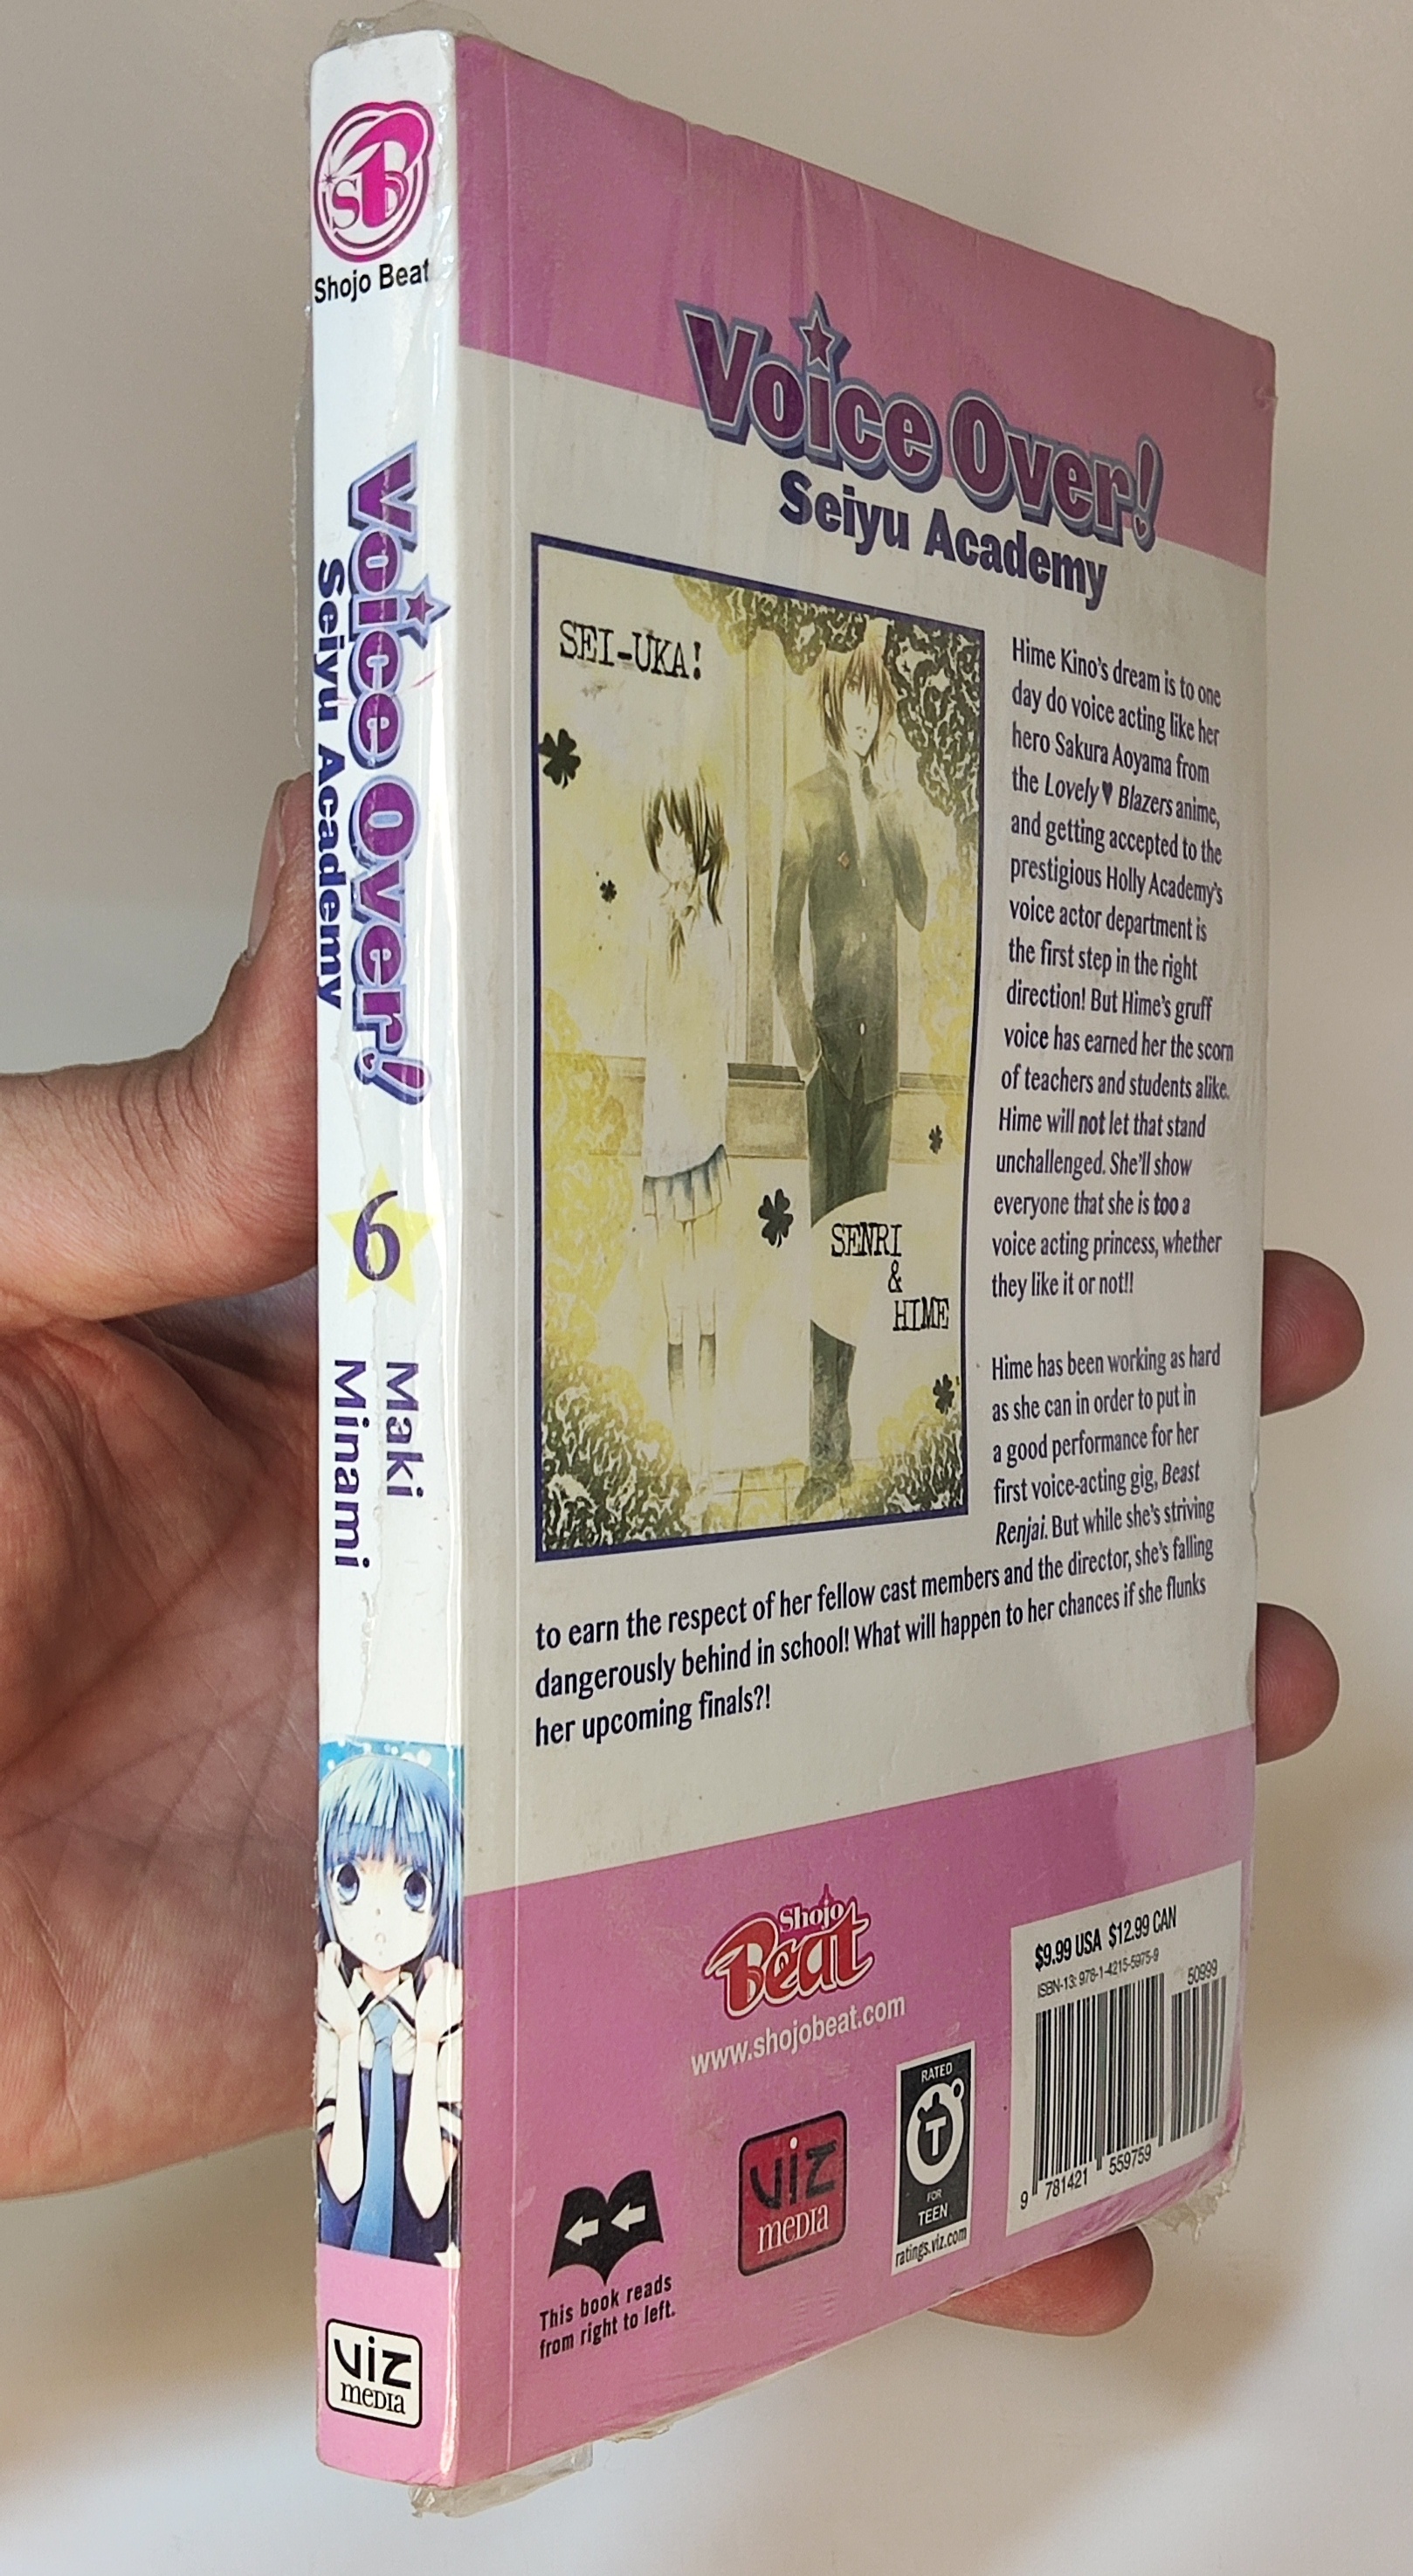 SB
Shojo Beat
Voice Over!
Seiyu Academy
6
Maki
Minami
viz
media
Voice Over!
Seiyu Academy
SEI-UKA!
SENRI
&
HIME
Hime Kino's dream is to one
day do voice acting like her
hero Sakura Aoyama from
the Lovely♥ Blazers anime,
and getting accepted to the
prestigious Holly Academy's
voice actor department is
the first step in the right
direction! But Hime's gruff
voice has earned her the scorn
of teachers and students alike.
Hime will not let that stand
unchallenged. She'll show
everyone that she is too a
voice acting princess, whether
they like it or not!!
Hime has been working as hard
as she can in order to put in
a good performance for her
first voice-acting gig, Beast
Renjai. But while she's striving
to earn the respect of her fellow cast members and the director, she's falling
dangerously behind in school! What will happen to her chances if she flunks
her upcoming finals?!
Shojo
Beat
www.shojobeat.com
This book reads
from right to left.
viz
media
RATED
T
FOR
TEEN
ratings.viz.com
$9.99 USA $12.99 CAN
ISBN-13: 978-1-4215-5975-9
50999
9 781421 559759